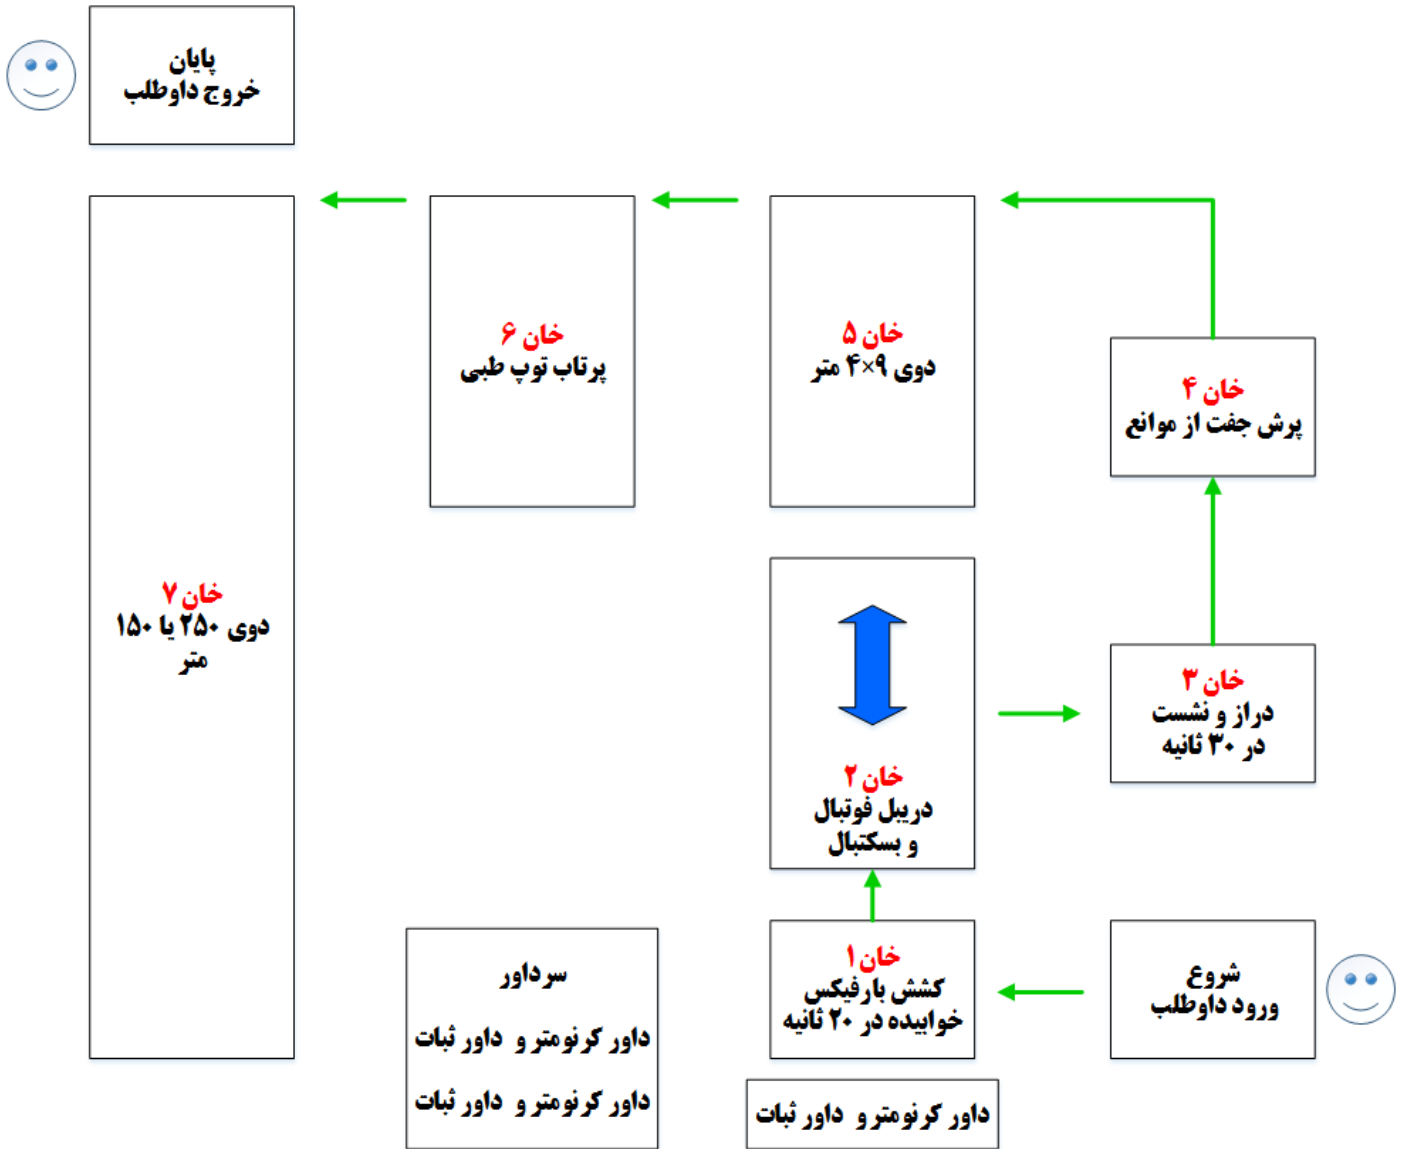 پایان
خروج داوطلب
خان ۶
پرتاب توپ طبی
خان ۵
دوی ۹×۴ متر
خان ۴
پرش جفت از موانع
خان ۷
دوی ۲۵۰ یا ۱۵۰
متر
خان ۳
دراز و نشست
در ۳۰ ثانیه
خان ۲
دریبل فوتبال
و بسکتبال
شروع
ورود داوطلب
خان ۱
کشش بارفیکس
خوابیده در ۲۰ ثانیه
سرداور
داور کرنومتر و داور ثبات
داور کرنومتر و داور ثبات
داور کرنومتر و داور ثبات